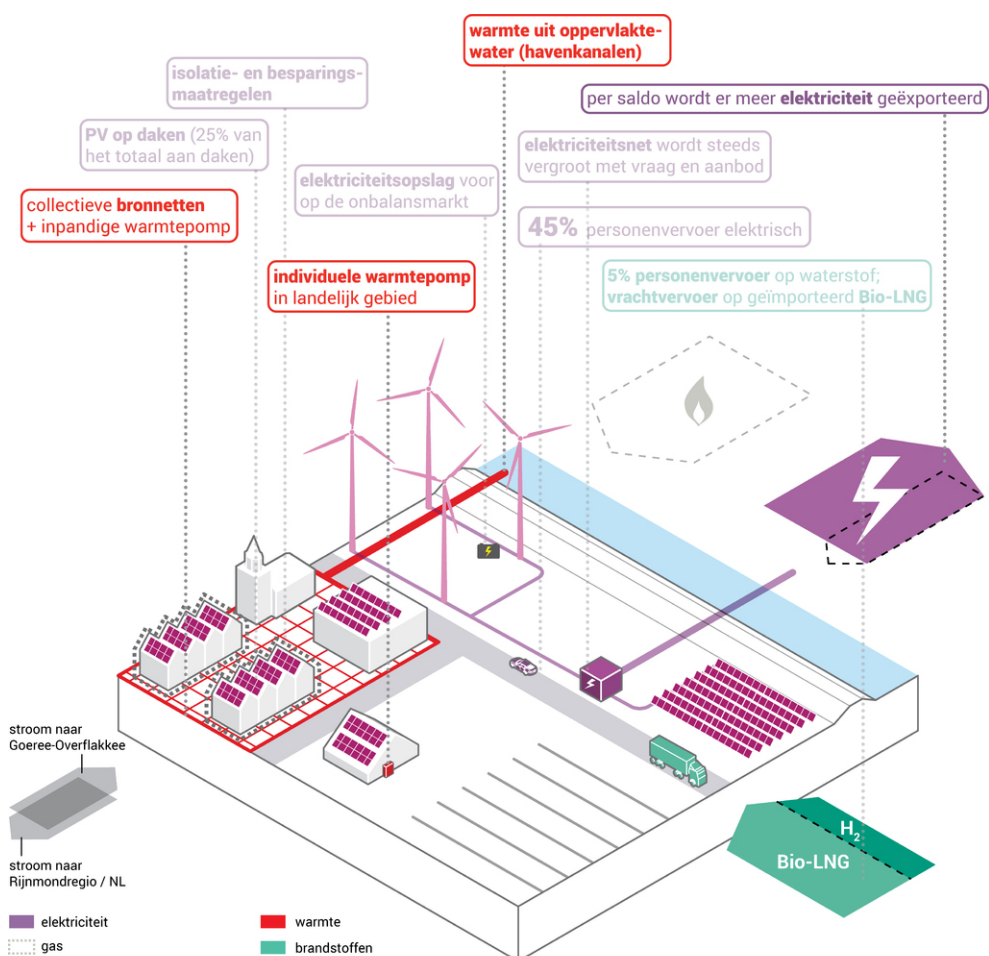 warmte uit oppervlakte-
water (havenkanalen)
isolatie- en besparings-
maatregelen
per saldo wordt er meer elektriciteit geëxporteerd
PV op daken (25% van
het totaal aan daken)
elektriciteitsnet wordt steeds
vergroot met vraag en aanbod
elektriciteitsopslag voor
op de onbalansmarkt
collectieve bronnetten
+ inpandige warmtepomp
45% personenvervoer elektrisch
individuele warmtepomp
in landelijk gebied
5% personenvervoer op waterstof;
vrachtvervoer op geïmporteerd Bio-LNG
stroom naar
Goeree-Overflakkee
stroom naar
Rijnmondregio / NL
H2
Bio-LNG
elektriciteit
gas
warmte
brandstoffen